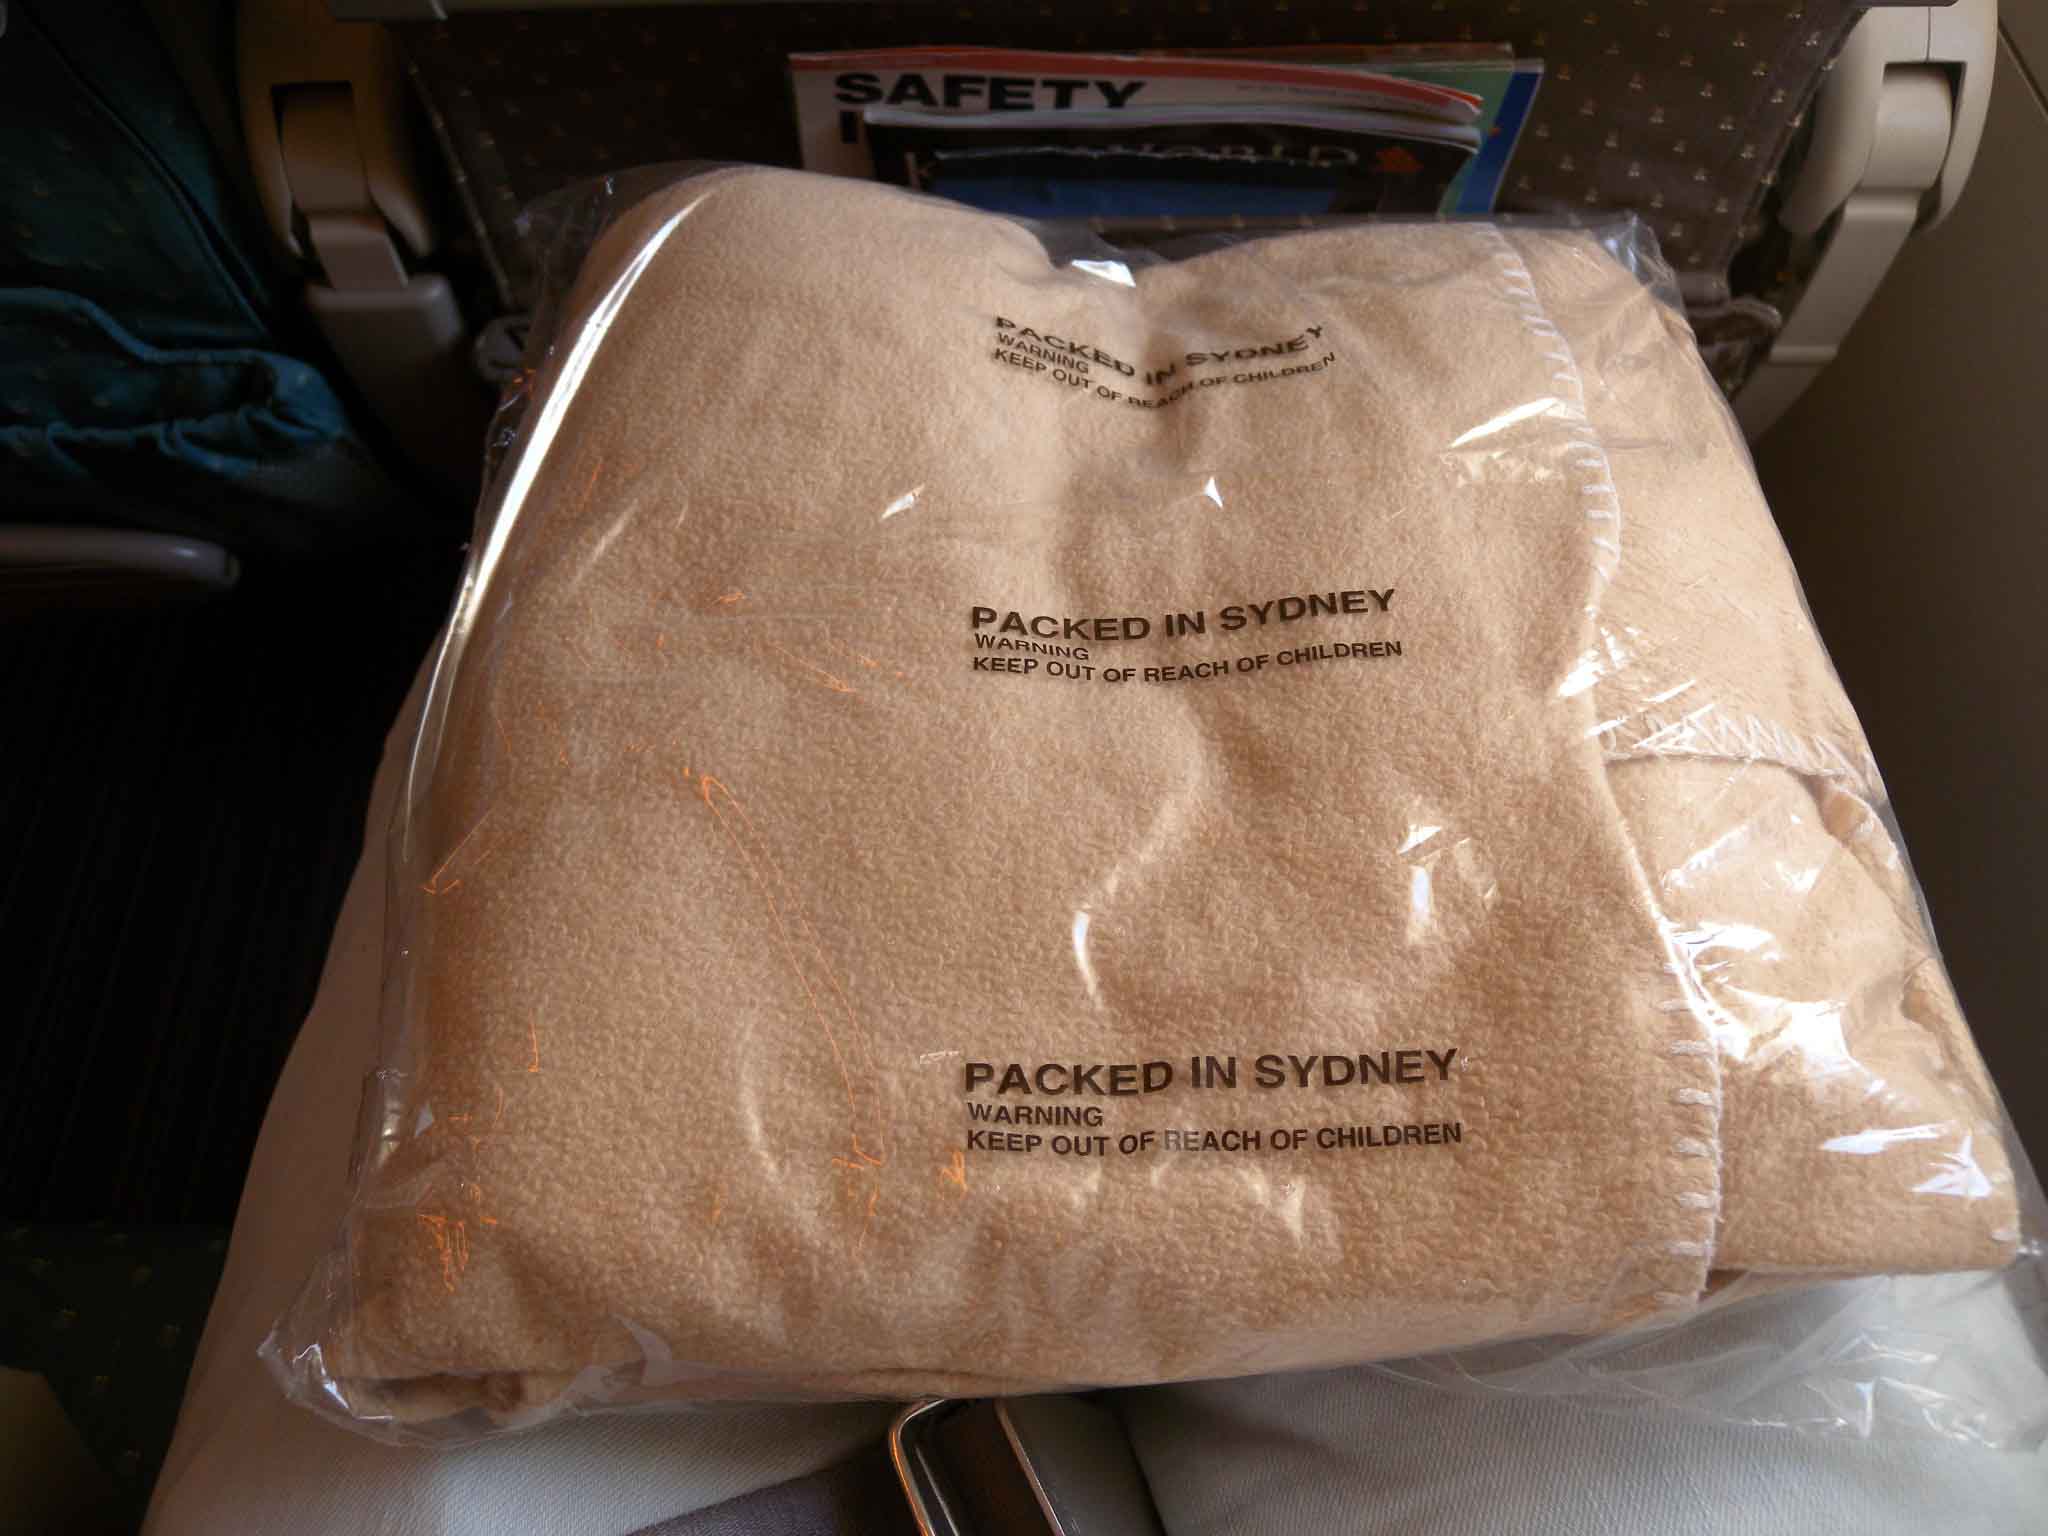 SAFETY
WORLD
PACKED IN SYDNEY
WARNING
KEEP OUT OF REACH OF CHILDREN
PACKED IN SYDNEY
WARNING
KEEP OUT OF REACH OF CHILDREN
PACKED IN SYDNEY
WARNING
KEEP OUT OF REACH OF CHILDREN